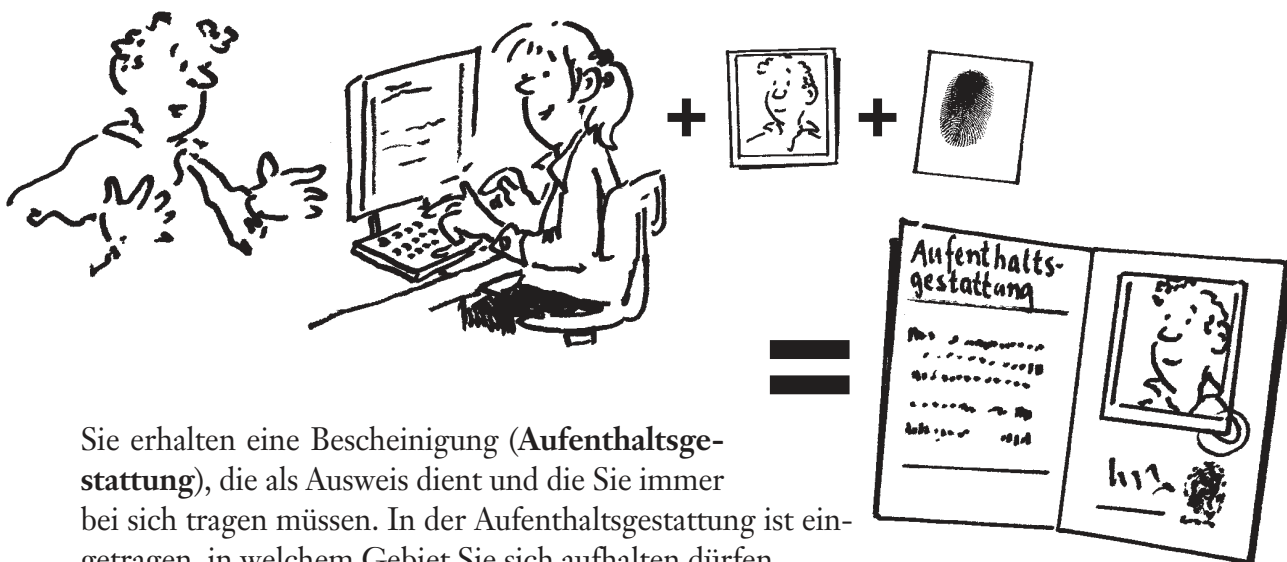 +
+
Aufenthalts-
gestattung
=
Sie erhalten eine Bescheinigung (Aufenthaltsge-
stattung), die als Ausweis dient und die Sie immer
bei sich tragen müssen. In der Aufenthaltsgestattung ist ein-
getragen, in welchem Gebiet Sie sich aufhalten dürfen